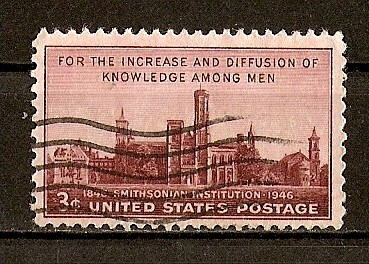 FOR THE INCREASE AND DIFFUSION OF
KNOWLEDGE AMONG MEN
1846 · SMITHSONIAN INSTITUTION · 1946
3¢ UNITED STATES POSTAGE